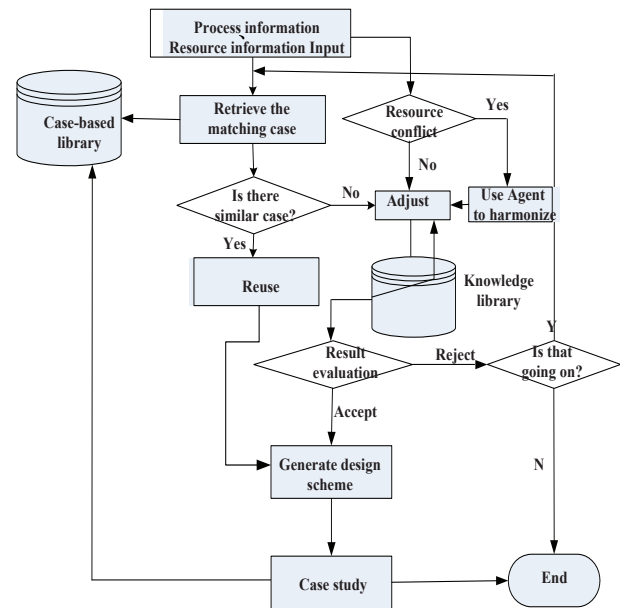 Process information
Resource information Input
Retrieve the
matching case
Case-based
library
Resource
conflict
Yes
No
Is there
similar case?
No
Adjust
Use Agent
to harmonize
Yes
Reuse
Knowledge
library
Result
evaluation
Reject
Y
Is that
going on?
Accept
N
Generate design
scheme
Case study
End